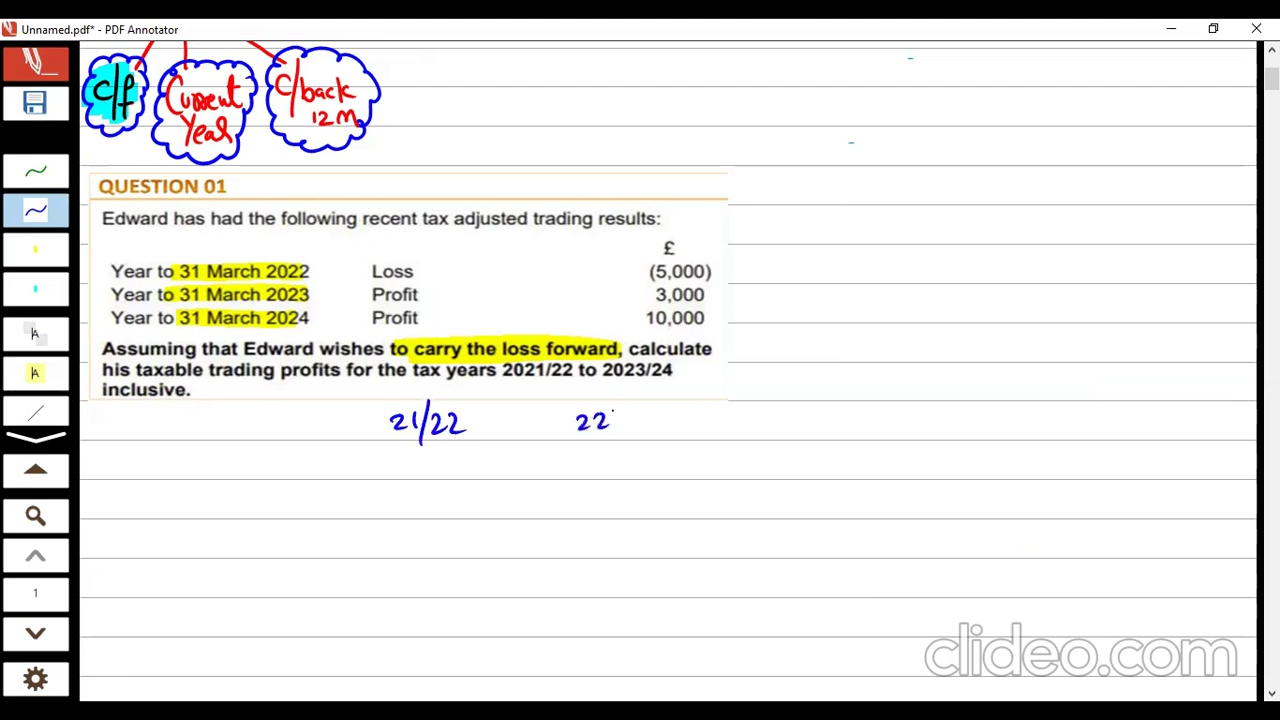 Unnamed.pdf* - PDF Annotator
c/f
Current
Year
c/back
12M
QUESTION 01
Edward has had the following recent tax adjusted trading results:
£
Year to 31 March 2022 Loss (5,000)
Year to 31 March 2023 Profit 3,000
Year to 31 March 2024 Profit 10,000
Assuming that Edward wishes to carry the loss forward, calculate
his taxable trading profits for the tax years 2021/22 to 2023/24
inclusive.
21/22 22
A
A
1
clideo.com